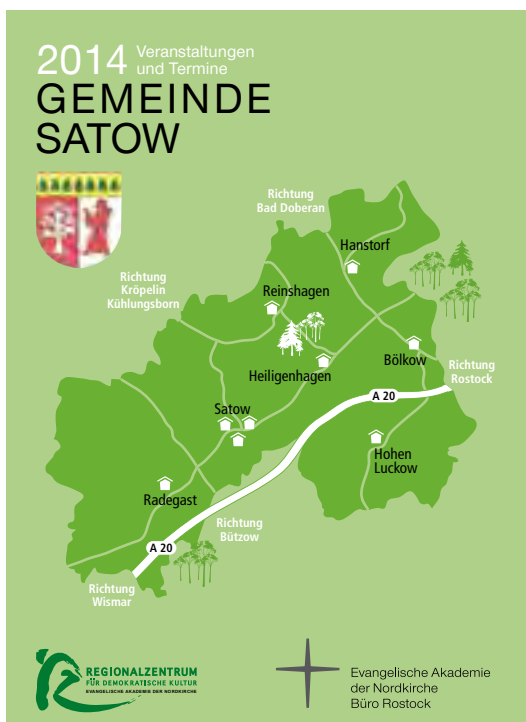 2014 Veranstaltungen
und Termine
GEMEINDE
SATOW
Richtung
Bad Doberan
Hanstorf
Richtung
Kröpelin
Kühlungsborn
Reinshagen
Heiligenhagen
Bölkow
Richtung
Rostock
A 20
Satow
Hohen
Luckow
Radegast
Richtung
Bützow
A 20
Richtung
Wismar
REGIONALZENTRUM
FÜR DEMOKRATISCHE KULTUR
EVANGELISCHE AKADEMIE DER NORDKIRCHE
Evangelische Akademie
der Nordkirche
Büro Rostock